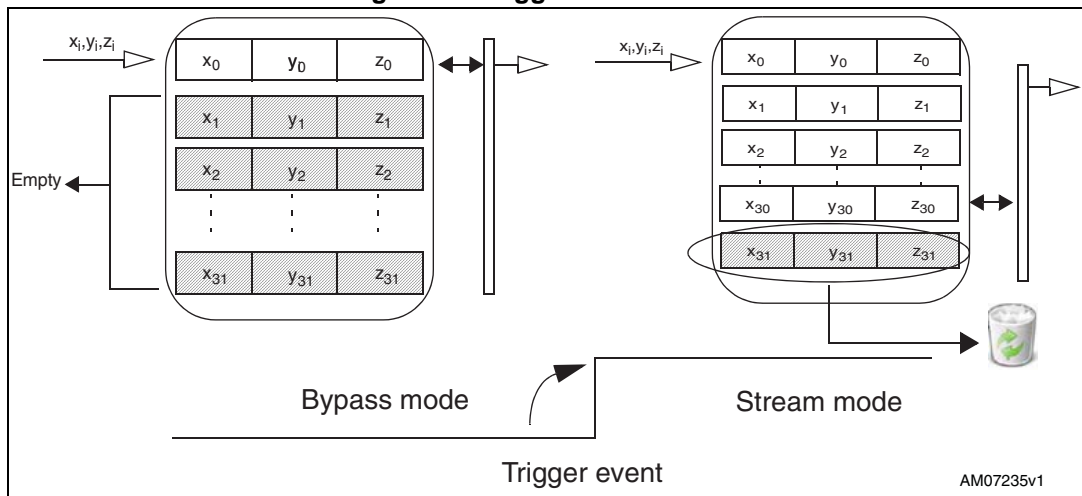 xi,yi,zi
x0 y0 z0
x1 y1 z1
x2 y2 z2
x31 y31 z31
Empty
xi,yi,zi
x0 y0 z0
x1 y1 z1
x2 y2 z2
x30 y30 z30
x31 y31 z31
Bypass mode
Stream mode
Trigger event
AM07235v1